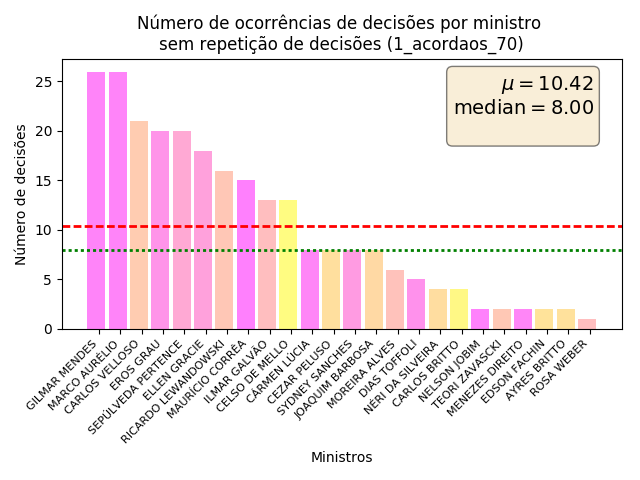 Número de ocorrências de decisões por ministro
sem repetição de decisões (1_acordaos_70)
μ = 10.42
median = 8.00
Número de decisões
25
20
15
10
5
0
GILMAR MENDES
MARCO AURÉLIO
CARLOS VELLOSO
EROS GRAU
SEPÚLVEDA PERTENCE
ELLEN GRACIE
RICARDO LEWANDOWSKI
MAURÍCIO CORRÊA
ILMAR GALVÃO
CELSO DE MELLO
CÁRMEN LÚCIA
CEZAR PELUSO
SYDNEY SANCHES
JOAQUIM BARBOSA
MOREIRA ALVES
DIAS TOFFOLI
NÉRI DA SILVEIRA
CARLOS BRITTO
NELSON JOBIM
TEORI ZAVASCKI
MENEZES DIREITO
EDSON FACHIN
AYRES BRITTO
ROSA WEBER
Ministros